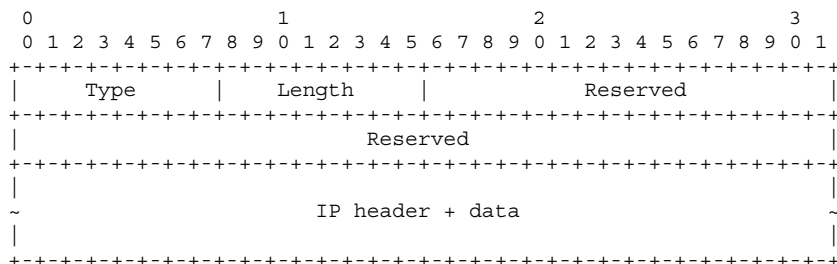 0                   1                   2                   3
 0 1 2 3 4 5 6 7 8 9 0 1 2 3 4 5 6 7 8 9 0 1 2 3 4 5 6 7 8 9 0 1
+-+-+-+-+-+-+-+-+-+-+-+-+-+-+-+-+-+-+-+-+-+-+-+-+-+-+-+-+-+-+-+-+
|     Type      |    Length     |            Reserved           |
+-+-+-+-+-+-+-+-+-+-+-+-+-+-+-+-+-+-+-+-+-+-+-+-+-+-+-+-+-+-+-+-+
|                           Reserved                            |
+-+-+-+-+-+-+-+-+-+-+-+-+-+-+-+-+-+-+-+-+-+-+-+-+-+-+-+-+-+-+-+-+
|                                                               |
~                       IP header + data                        ~
|                                                               |
+-+-+-+-+-+-+-+-+-+-+-+-+-+-+-+-+-+-+-+-+-+-+-+-+-+-+-+-+-+-+-+-+